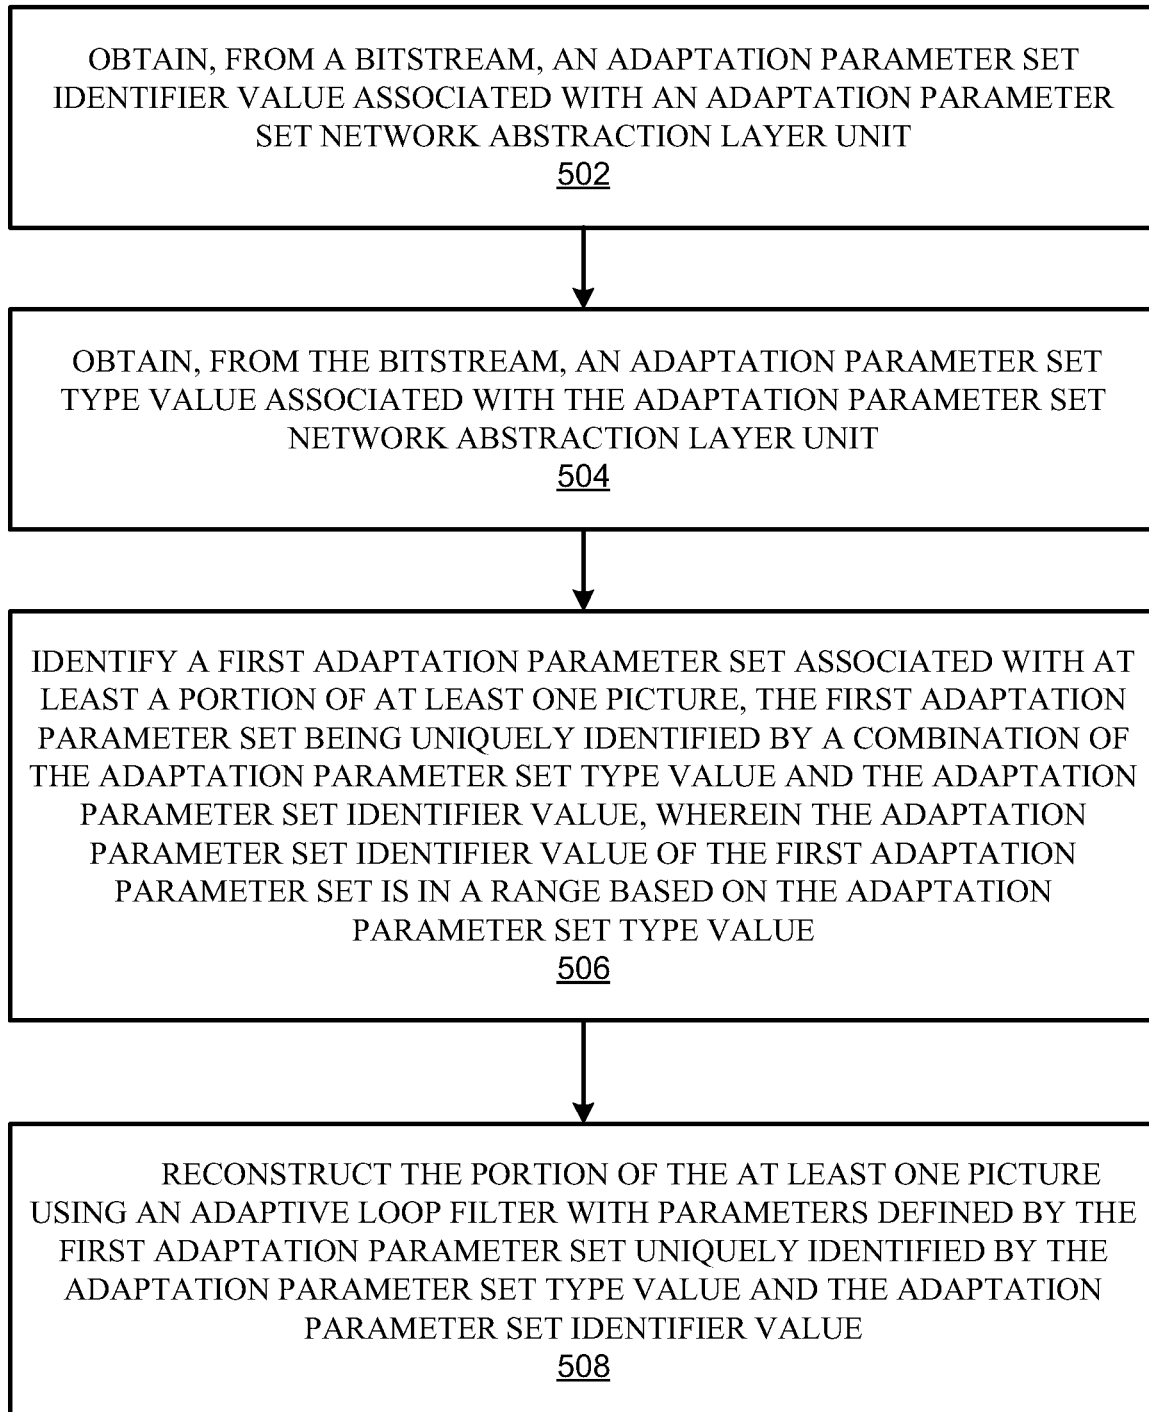 OBTAIN, FROM A BITSTREAM, AN ADAPTATION PARAMETER SET
IDENTIFIER VALUE ASSOCIATED WITH AN ADAPTATION PARAMETER
SET NETWORK ABSTRACTION LAYER UNIT
502
OBTAIN, FROM THE BITSTREAM, AN ADAPTATION PARAMETER SET
TYPE VALUE ASSOCIATED WITH THE ADAPTATION PARAMETER SET
NETWORK ABSTRACTION LAYER UNIT
504
IDENTIFY A FIRST ADAPTATION PARAMETER SET ASSOCIATED WITH AT
LEAST A PORTION OF AT LEAST ONE PICTURE, THE FIRST ADAPTATION
PARAMETER SET BEING UNIQUELY IDENTIFIED BY A COMBINATION OF
THE ADAPTATION PARAMETER SET TYPE VALUE AND THE ADAPTATION
PARAMETER SET IDENTIFIER VALUE, WHEREIN THE ADAPTATION
PARAMETER SET IDENTIFIER VALUE OF THE FIRST ADAPTATION
PARAMETER SET IS IN A RANGE BASED ON THE ADAPTATION
PARAMETER SET TYPE VALUE
506
RECONSTRUCT THE PORTION OF THE AT LEAST ONE PICTURE
USING AN ADAPTIVE LOOP FILTER WITH PARAMETERS DEFINED BY THE
FIRST ADAPTATION PARAMETER SET UNIQUELY IDENTIFIED BY THE
ADAPTATION PARAMETER SET TYPE VALUE AND THE ADAPTATION
PARAMETER SET IDENTIFIER VALUE
508